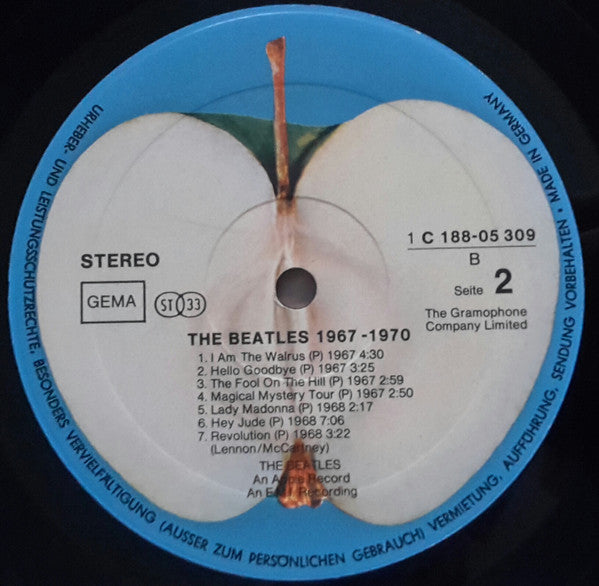 URHEBER- UND LEISTUNGSSCHUTZRECHTE, BESONDERS VERVIELFÄLTIGUNG (AUSSER ZUM PERSÖNLICHEN GEBRAUCH) VERMIETUNG, AUFFÜHRUNG, SENDUNG VORBEHALTEN • MADE IN GERMANY
STEREO
GEMA
ST 33
1 C 188-05 309
B
Seite 2
The Gramophone
Company Limited
THE BEATLES 1967-1970
1. I Am The Walrus (P) 1967 4:30
2. Hello Goodbye (P) 1967 3:25
3. The Fool On The Hill (P) 1967 2:59
4. Magical Mystery Tour (P) 1967 2:50
5. Lady Madonna (P) 1968 2:17
6. Hey Jude (P) 1968 7:06
7. Revolution (P) 1968 3:22
(Lennon/McCartney)
THE BEATLES
An Apple Record
An E.M.I. Recording